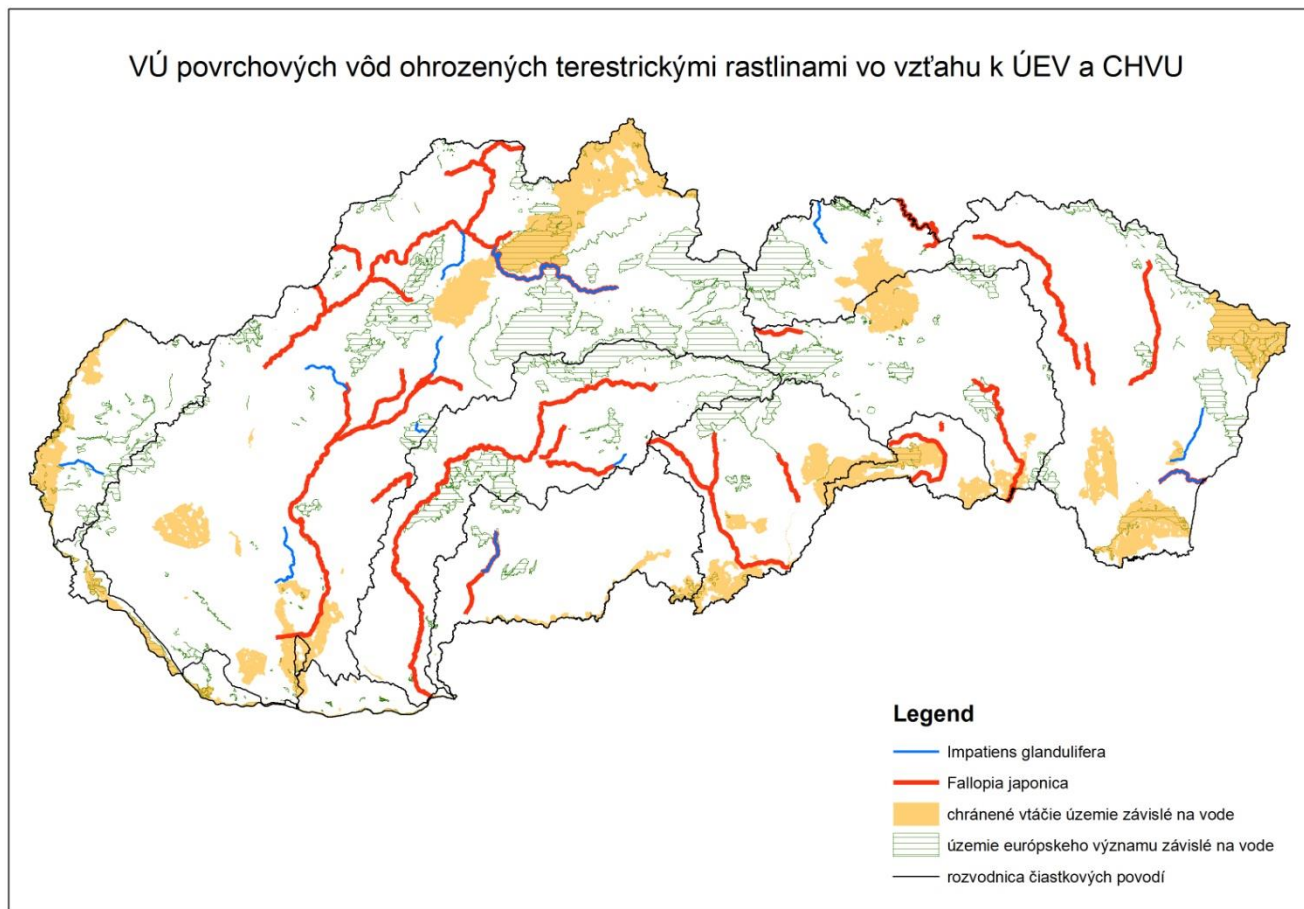 VÚ povrchových vôd ohrozených terestrickými rastlinami vo vzťahu k ÚEV a CHVU
Legend
Impatiens glandulifera
Fallopia japonica
chránené vtáčie územie závislé na vode
územie európskeho významu závislé na vode
rozvodnica čiastkových povodí